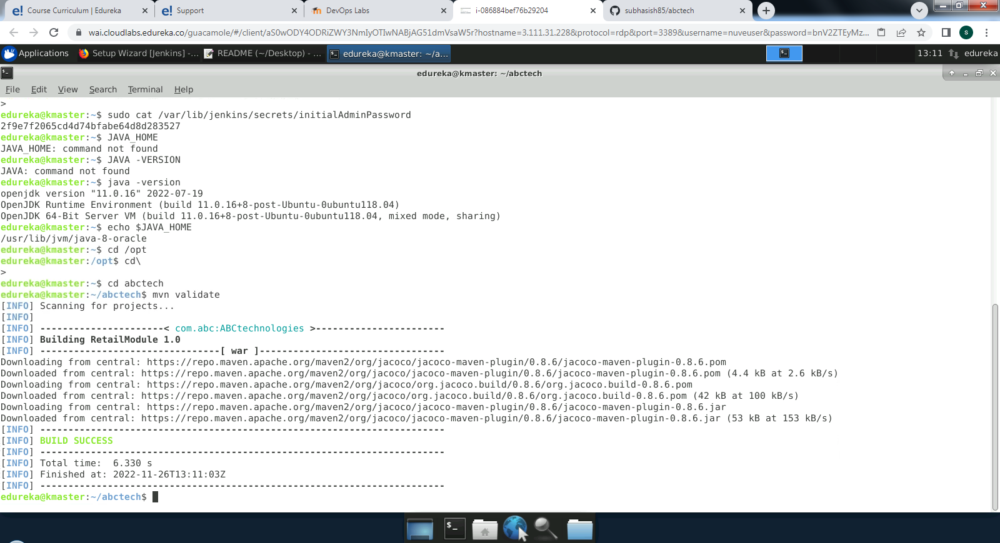 Course Curriculum | Edureka
Support
DevOps Labs
i-086884bef76b29204
subhasish85/abctech
wai.cloudlabs.edureka.co/guacamole/#/client/aS0wODY4ODRiZWY3NmIyOTIwNABjAG51dmVsaW5r?hostname=3.111.31.228&protocol=rdp&port=3389&username=nuveuser&password=bnV2ZTEyMz...
S
Applications
Setup Wizard [Jenkins] -...
README (~/Desktop) - ...
edureka@kmaster: ~/a...
13:11
edureka
edureka@kmaster: ~/abctech
File Edit View Search Terminal Help
>
edureka@kmaster:~$ sudo cat /var/lib/jenkins/secrets/initialAdminPassword
2f9e7f2065cd4d74bfabe64d8d283527
edureka@kmaster:~$ JAVA_HOME
JAVA_HOME: command not found
edureka@kmaster:~$ JAVA -VERSION
JAVA: command not found
edureka@kmaster:~$ java -version
openjdk version "11.0.16" 2022-07-19
OpenJDK Runtime Environment (build 11.0.16+8-post-Ubuntu-0ubuntu118.04)
OpenJDK 64-Bit Server VM (build 11.0.16+8-post-Ubuntu-0ubuntu118.04, mixed mode, sharing)
edureka@kmaster:~$ echo $JAVA_HOME
/usr/lib/jvm/java-8-oracle
edureka@kmaster:~$ cd /opt
edureka@kmaster:/opt$ cd\
>
edureka@kmaster:~$ cd abctech
edureka@kmaster:~/abctech$ mvn validate
[INFO] Scanning for projects...
[INFO]
[INFO] ----------------------< com.abc:ABCtechnologies >-----------------------
[INFO] Building RetailModule 1.0
[INFO] --------------------------------[ war ]---------------------------------
Downloading from central: https://repo.maven.apache.org/maven2/org/jacoco/jacoco-maven-plugin/0.8.6/jacoco-maven-plugin-0.8.6.pom
Downloaded from central: https://repo.maven.apache.org/maven2/org/jacoco/jacoco-maven-plugin/0.8.6/jacoco-maven-plugin-0.8.6.pom (4.4 kB at 2.6 kB/s)
Downloading from central: https://repo.maven.apache.org/maven2/org/jacoco/org.jacoco.build/0.8.6/org.jacoco.build-0.8.6.pom
Downloaded from central: https://repo.maven.apache.org/maven2/org/jacoco/org.jacoco.build/0.8.6/org.jacoco.build-0.8.6.pom (42 kB at 100 kB/s)
Downloading from central: https://repo.maven.apache.org/maven2/org/jacoco/jacoco-maven-plugin/0.8.6/jacoco-maven-plugin-0.8.6.jar
Downloaded from central: https://repo.maven.apache.org/maven2/org/jacoco/jacoco-maven-plugin/0.8.6/jacoco-maven-plugin-0.8.6.jar (53 kB at 153 kB/s)
[INFO] ------------------------------------------------------------------------
[INFO] BUILD SUCCESS
[INFO] ------------------------------------------------------------------------
[INFO] Total time:  6.330 s
[INFO] Finished at: 2022-11-26T13:11:03Z
[INFO] ------------------------------------------------------------------------
edureka@kmaster:~/abctech$